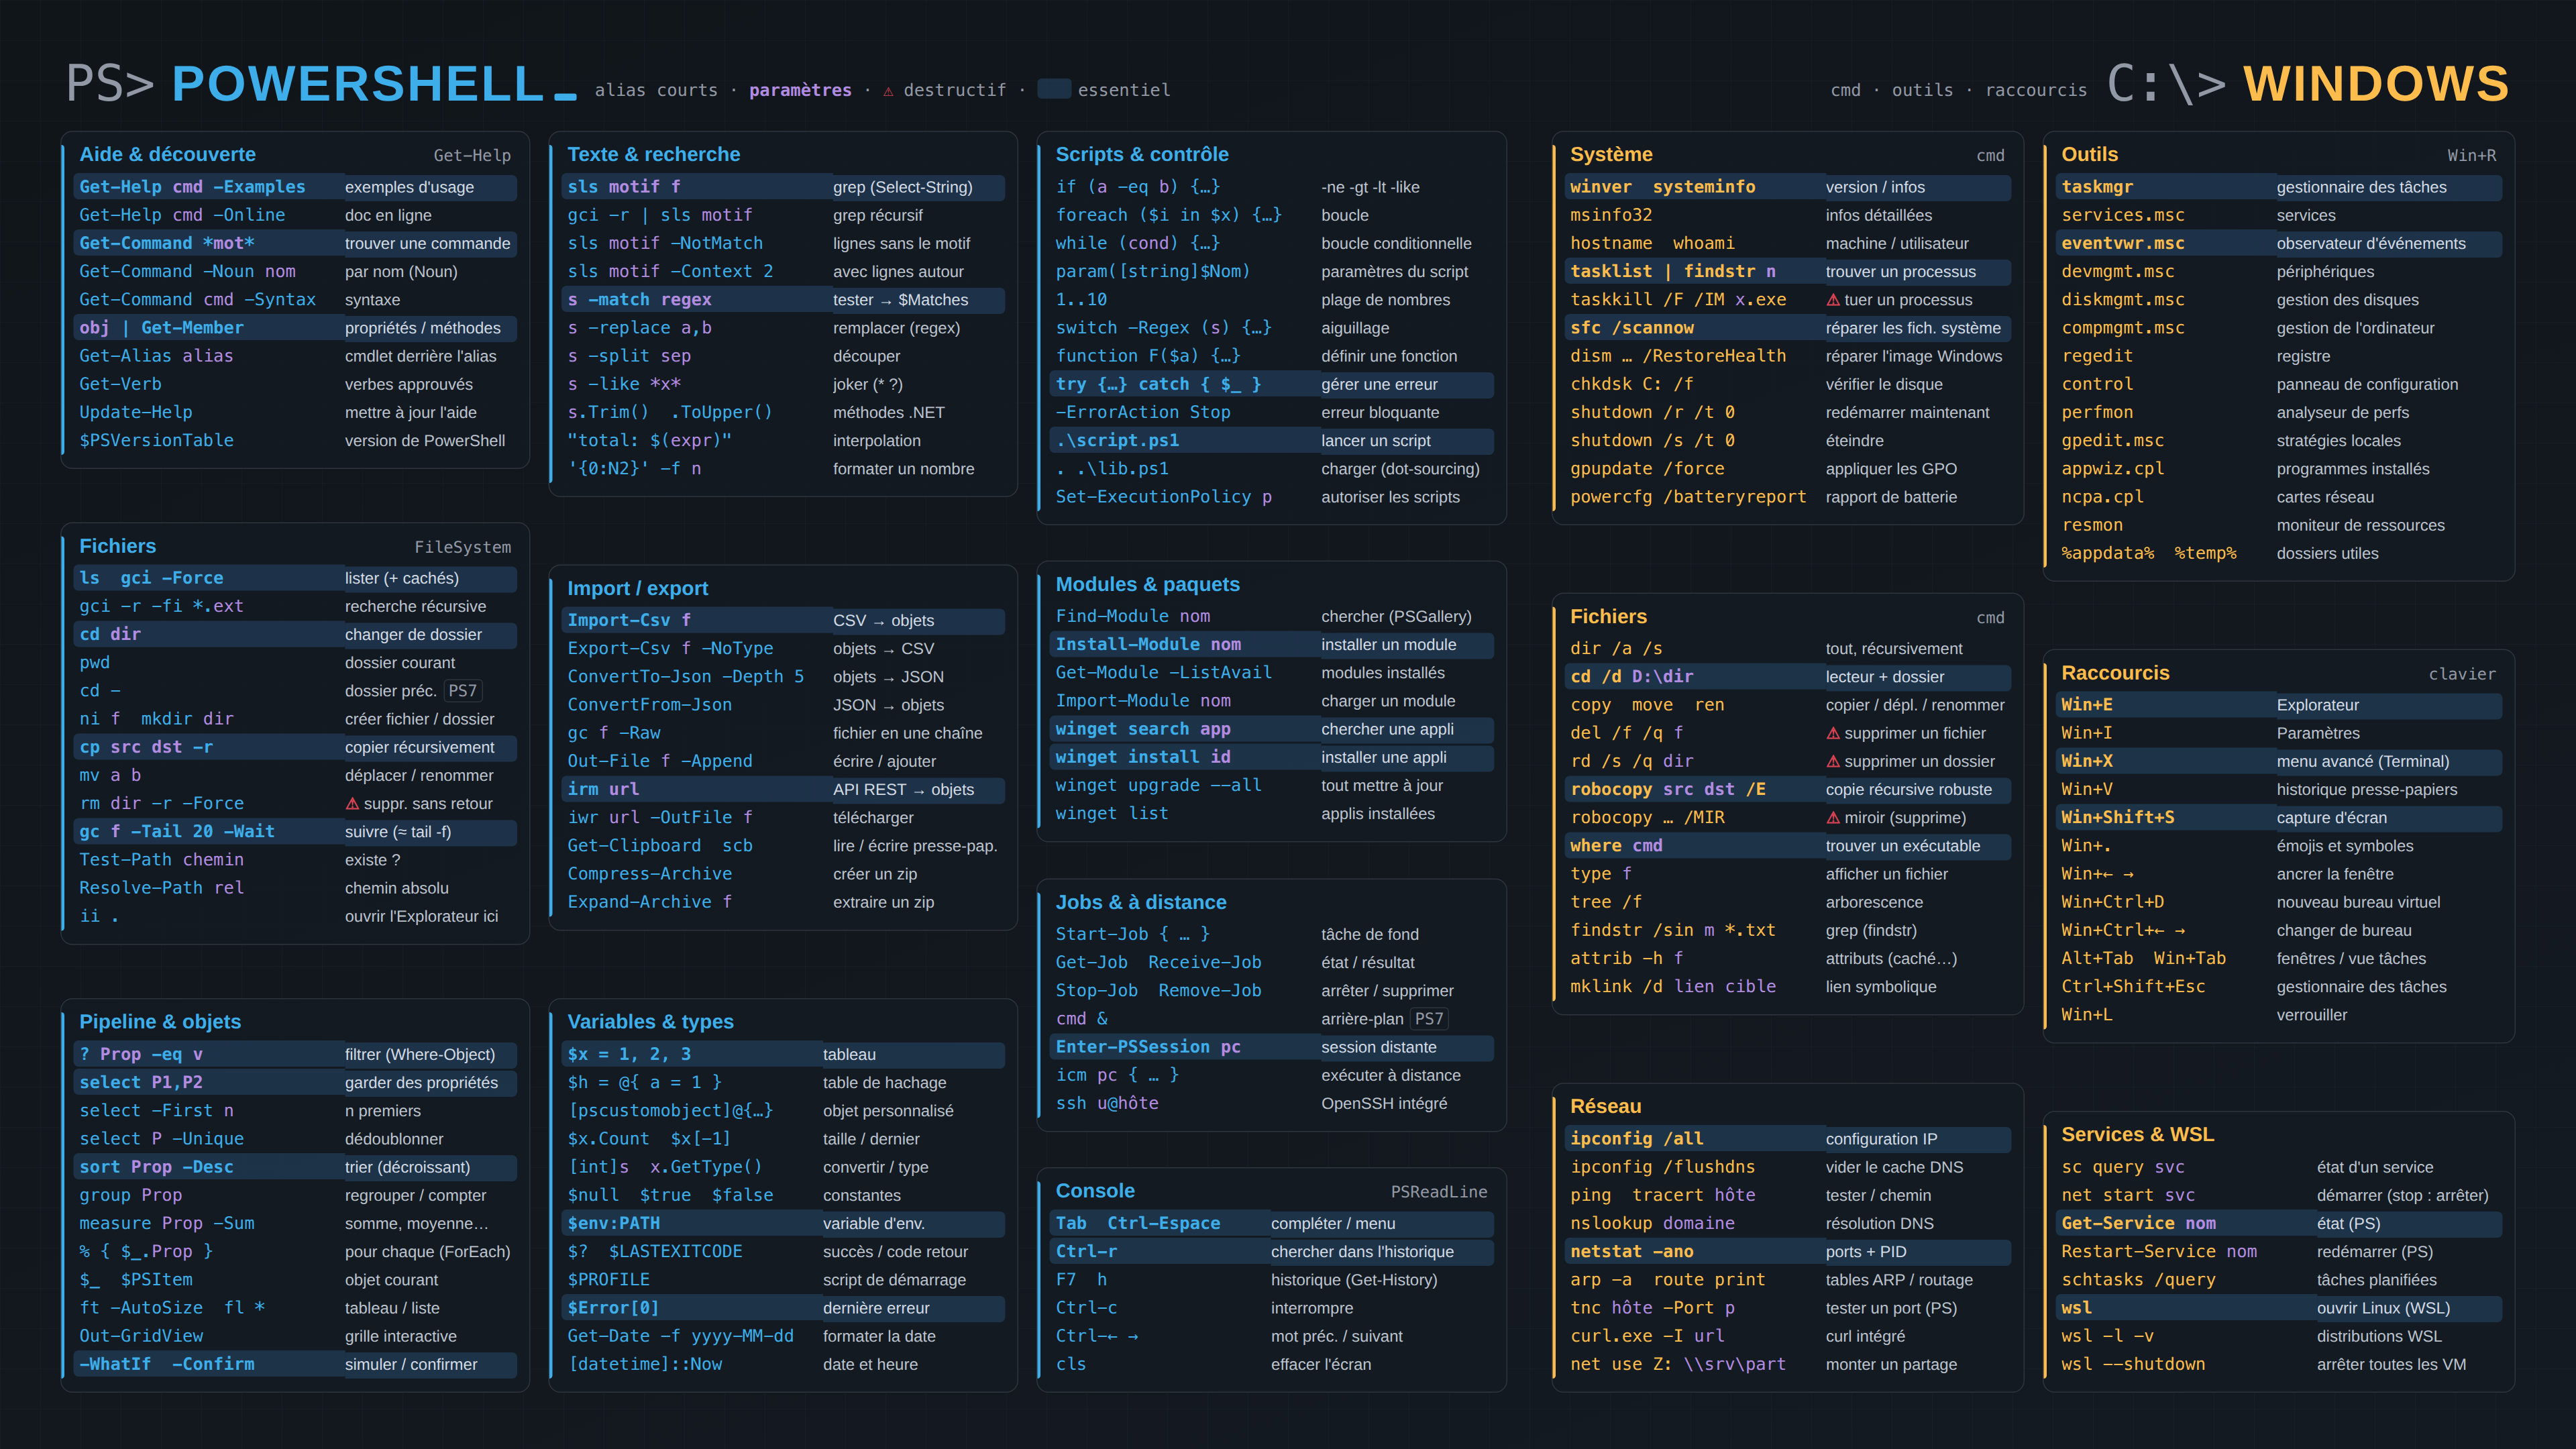 PS> POWERSHELL_ alias courts · paramètres · ⚠ destructif · essentiel
cmd · outils · raccourcis C:\> WINDOWS
Aide & découverte Get-Help
Get-Help cmd -Examples exemples d'usage
Get-Help cmd -Online doc en ligne
Get-Command *mot* trouver une commande
Get-Command -Noun nom par nom (Noun)
Get-Command cmd -Syntax syntaxe
obj | Get-Member propriétés / méthodes
Get-Alias alias cmdlet derrière l'alias
Get-Verb verbes approuvés
Update-Help mettre à jour l'aide
$PSVersionTable version de PowerShell
Fichiers FileSystem
ls gci -Force lister (+ cachés)
gci -r -fi *.ext recherche récursive
cd dir changer de dossier
pwd dossier courant
cd - dossier préc. PS7
ni f mkdir dir créer fichier / dossier
cp src dst -r copier récursivement
mv a b déplacer / renommer
rm dir -r -Force ⚠ suppr. sans retour
gc f -Tail 20 -Wait suivre (≈ tail -f)
Test-Path chemin existe ?
Resolve-Path rel chemin absolu
ii . ouvrir l'Explorateur ici
Pipeline & objets
? Prop -eq v filtrer (Where-Object)
select P1,P2 garder des propriétés
select -First n n premiers
select P -Unique dédoublonner
sort Prop -Desc trier (décroissant)
group Prop regrouper / compter
measure Prop -Sum somme, moyenne…
% { $_.Prop } pour chaque (ForEach)
$_ $PSItem objet courant
ft -AutoSize fl * tableau / liste
Out-GridView grille interactive
-WhatIf -Confirm simuler / confirmer
Texte & recherche
sls motif f grep (Select-String)
gci -r | sls motif grep récursif
sls motif -NotMatch lignes sans le motif
sls motif -Context 2 avec lignes autour
s -match regex tester → $Matches
s -replace a,b remplacer (regex)
s -split sep découper
s -like *x* joker (* ?)
s.Trim() .ToUpper() méthodes .NET
"total: $(expr)" interpolation
'{0:N2}' -f n formater un nombre
Import / export
Import-Csv f CSV → objets
Export-Csv f -NoType objets → CSV
ConvertTo-Json -Depth 5 objets → JSON
ConvertFrom-Json JSON → objets
gc f -Raw fichier en une chaîne
Out-File f -Append écrire / ajouter
irm url API REST → objets
iwr url -OutFile f télécharger
Get-Clipboard scb lire / écrire presse-pap.
Compress-Archive créer un zip
Expand-Archive f extraire un zip
Variables & types
$x = 1, 2, 3 tableau
$h = @{ a = 1 } table de hachage
[pscustomobject]@{…} objet personnalisé
$x.Count $x[-1] taille / dernier
[int]s x.GetType() convertir / type
$null $true $false constantes
$env:PATH variable d'env.
$? $LASTEXITCODE succès / code retour
$PROFILE script de démarrage
$Error[0] dernière erreur
Get-Date -f yyyy-MM-dd formater la date
[datetime]::Now date et heure
Scripts & contrôle
if (a -eq b) {…} -ne -gt -lt -like
foreach ($i in $x) {…} boucle
while (cond) {…} boucle conditionnelle
param([string]$Nom) paramètres du script
1..10 plage de nombres
switch -Regex (s) {…} aiguillage
function F($a) {…} définir une fonction
try {…} catch { $_ } gérer une erreur
-ErrorAction Stop erreur bloquante
.\script.ps1 lancer un script
. .\lib.ps1 charger (dot-sourcing)
Set-ExecutionPolicy p autoriser les scripts
Modules & paquets
Find-Module nom chercher (PSGallery)
Install-Module nom installer un module
Get-Module -ListAvail modules installés
Import-Module nom charger un module
winget search app chercher une appli
winget install id installer une appli
winget upgrade --all tout mettre à jour
winget list applis installées
Jobs & à distance
Start-Job { … } tâche de fond
Get-Job Receive-Job état / résultat
Stop-Job Remove-Job arrêter / supprimer
cmd & arrière-plan PS7
Enter-PSSession pc session distante
icm pc { … } exécuter à distance
ssh u@hôte OpenSSH intégré
Console PSReadLine
Tab Ctrl-Espace compléter / menu
Ctrl-r chercher dans l'historique
F7 h historique (Get-History)
Ctrl-c interrompre
Ctrl-← → mot préc. / suivant
cls effacer l'écran
Système cmd
winver systeminfo version / infos
msinfo32 infos détaillées
hostname whoami machine / utilisateur
tasklist | findstr n trouver un processus
taskkill /F /IM x.exe ⚠ tuer un processus
sfc /scannow réparer les fich. système
dism … /RestoreHealth réparer l'image Windows
chkdsk C: /f vérifier le disque
shutdown /r /t 0 redémarrer maintenant
shutdown /s /t 0 éteindre
gpupdate /force appliquer les GPO
powercfg /batteryreport rapport de batterie
Fichiers cmd
dir /a /s tout, récursivement
cd /d D:\dir lecteur + dossier
copy move ren copier / dépl. / renommer
del /f /q f ⚠ supprimer un fichier
rd /s /q dir ⚠ supprimer un dossier
robocopy src dst /E copie récursive robuste
robocopy … /MIR ⚠ miroir (supprime)
where cmd trouver un exécutable
type f afficher un fichier
tree /f arborescence
findstr /sin m *.txt grep (findstr)
attrib -h f attributs (caché…)
mklink /d lien cible lien symbolique
Réseau
ipconfig /all configuration IP
ipconfig /flushdns vider le cache DNS
ping tracert hôte tester / chemin
nslookup domaine résolution DNS
netstat -ano ports + PID
arp -a route print tables ARP / routage
tnc hôte -Port p tester un port (PS)
curl.exe -I url curl intégré
net use Z: \\srv\part monter un partage
Outils Win+R
taskmgr gestionnaire des tâches
services.msc services
eventvwr.msc observateur d'événements
devmgmt.msc périphériques
diskmgmt.msc gestion des disques
compmgmt.msc gestion de l'ordinateur
regedit registre
control panneau de configuration
perfmon analyseur de perfs
gpedit.msc stratégies locales
appwiz.cpl programmes installés
ncpa.cpl cartes réseau
resmon moniteur de ressources
%appdata% %temp% dossiers utiles
Raccourcis clavier
Win+E Explorateur
Win+I Paramètres
Win+X menu avancé (Terminal)
Win+V historique presse-papiers
Win+Shift+S capture d'écran
Win+. émojis et symboles
Win+← → ancrer la fenêtre
Win+Ctrl+D nouveau bureau virtuel
Win+Ctrl+← → changer de bureau
Alt+Tab Win+Tab fenêtres / vue tâches
Ctrl+Shift+Esc gestionnaire des tâches
Win+L verrouiller
Services & WSL
sc query svc état d'un service
net start svc démarrer (stop : arrêter)
Get-Service nom état (PS)
Restart-Service nom redémarrer (PS)
schtasks /query tâches planifiées
wsl ouvrir Linux (WSL)
wsl -l -v distributions WSL
wsl --shutdown arrêter toutes les VM